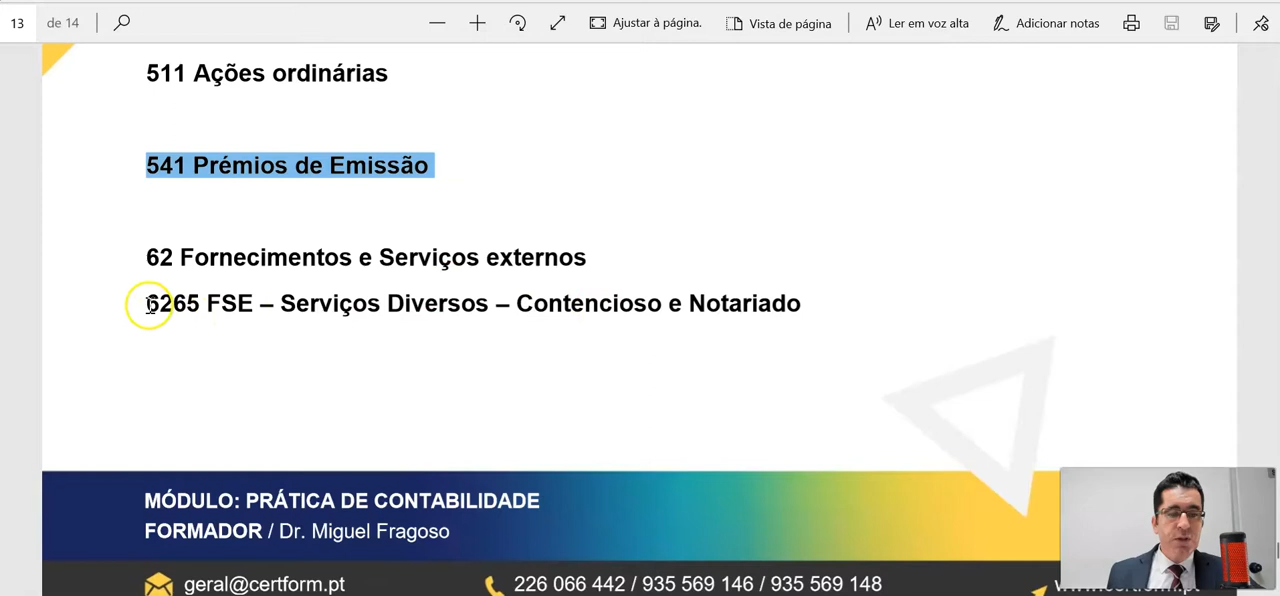 13 de 14 Ajustar à página. Vista de página Ler em voz alta Adicionar notas
511 Ações ordinárias
541 Prémios de Emissão
62 Fornecimentos e Serviços externos
6265 FSE – Serviços Diversos – Contencioso e Notariado
MÓDULO: PRÁTICA DE CONTABILIDADE
FORMADOR / Dr. Miguel Fragoso
geral@certform.pt 226 066 442 / 935 569 146 / 935 569 148